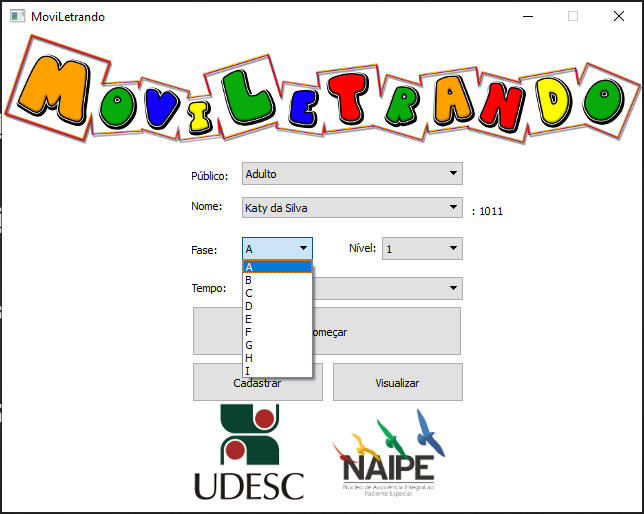 MoviLetrando
MOVILETRANDO
Público: Adulto
Nome: Katy da Silva : 1011
Fase: A Nível: 1
A
B
C
D
E
F
G
H
I
Tempo:
omeçar
Cadastrar Visualizar
UDESC
NAIPE
Núcleo de Assistência Integral ao
Paciente Especial